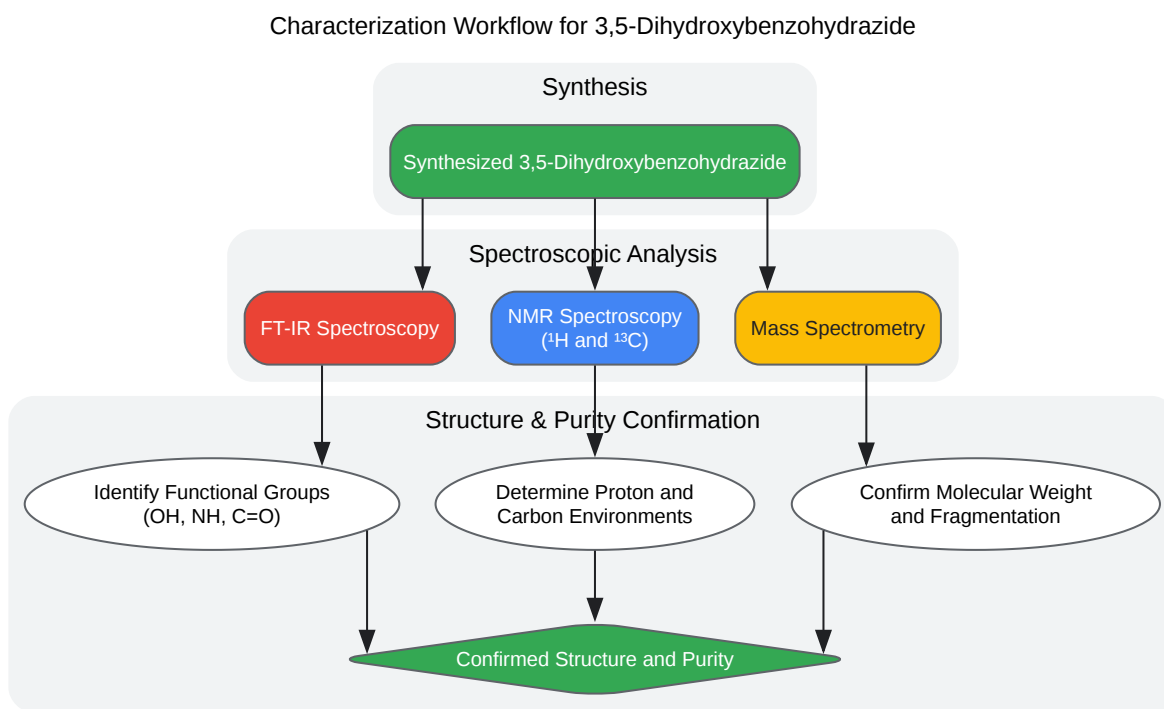 Characterization Workflow for 3,5-Dihydroxybenzohydrazide
Synthesis
Synthesized 3,5-Dihydroxybenzohydrazide
Spectroscopic Analysis
FT-IR Spectroscopy
NMR Spectroscopy
(¹H and ¹³C)
Mass Spectrometry
Structure & Purity Confirmation
Identify Functional Groups
(OH, NH, C=O)
Determine Proton and
Carbon Environments
Confirm Molecular Weight
and Fragmentation
Confirmed Structure and Purity